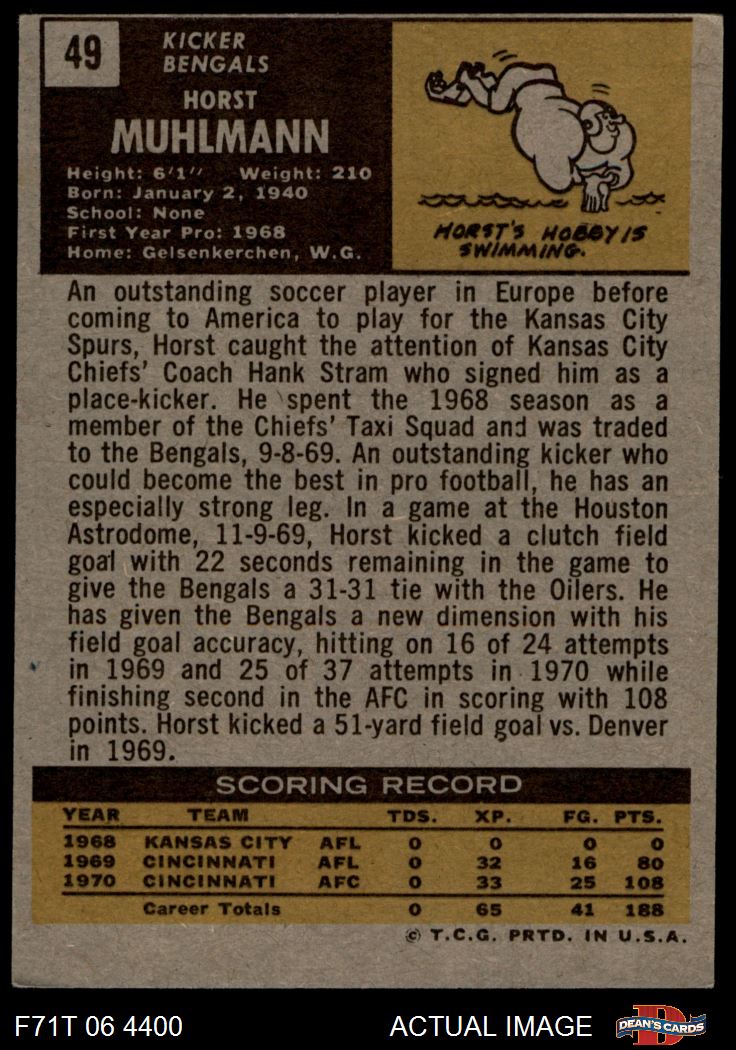 49
KICKER
BENGALS
HORST
MUHLMANN
Height: 6'1'' Weight: 210
Born: January 2, 1940
School: None
First Year Pro: 1968
Home: Gelsenkerchen, W.G.
HORST'S HOBBY IS
SWIMMING.
An outstanding soccer player in Europe before
coming to America to play for the Kansas City
Spurs, Horst caught the attention of Kansas City
Chiefs' Coach Hank Stram who signed him as a
place-kicker. He spent the 1968 season as a
member of the Chiefs' Taxi Squad and was traded
to the Bengals, 9-8-69. An outstanding kicker who
could become the best in pro football, he has an
especially strong leg. In a game at the Houston
Astrodome, 11-9-69, Horst kicked a clutch field
goal with 22 seconds remaining in the game to
give the Bengals a 31-31 tie with the Oilers. He
has given the Bengals a new dimension with his
field goal accuracy, hitting on 16 of 24 attempts
in 1969 and 25 of 37 attempts in 1970 while
finishing second in the AFC in scoring with 108
points. Horst kicked a 51-yard field goal vs. Denver
in 1969.
SCORING RECORD
YEAR TEAM TDS. XP. FG. PTS.
1968 KANSAS CITY AFL 0 0 0 0
1969 CINCINNATI AFL 0 32 16 80
1970 CINCINNATI AFC 0 33 25 108
Career Totals 0 65 41 188
© T.C.G. PRTD. IN U.S.A.
F71T 06 4400 ACTUAL IMAGE
D
DEAN'S CARDS